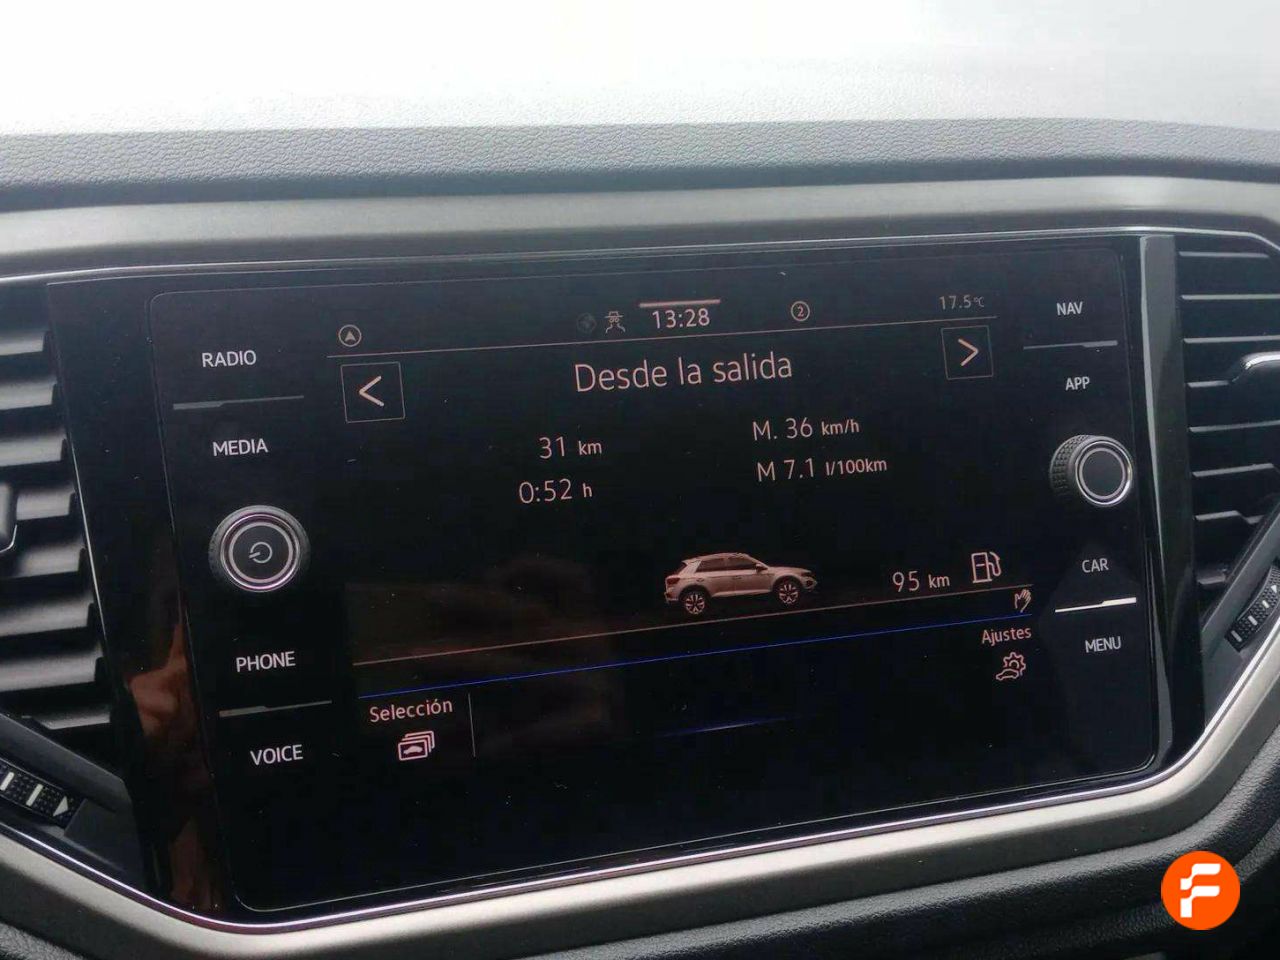 RADIO
MEDIA
PHONE
VOICE
13:28
2
17.5°C
<
Desde la salida
>
31 km
M. 36 km/h
0:52 h
M 7.1 l/100km
95 km
Ajustes
Selección
NAV
APP
CAR
MENU
F